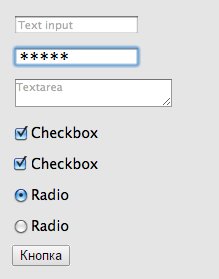 Text input
*****
Textarea
Checkbox
Checkbox
Radio
Radio
Кнопка